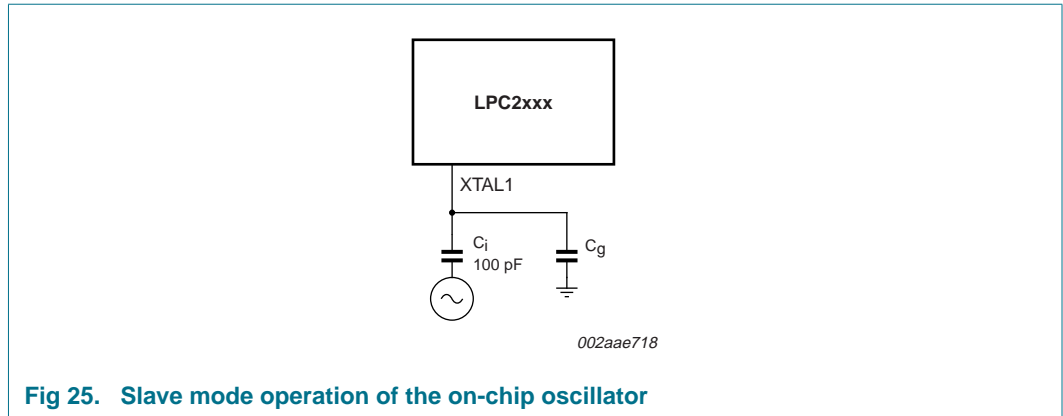 LPC2xxx
XTAL1
Ci
100 pF
Cg
002aae718
Fig 25. Slave mode operation of the on-chip oscillator